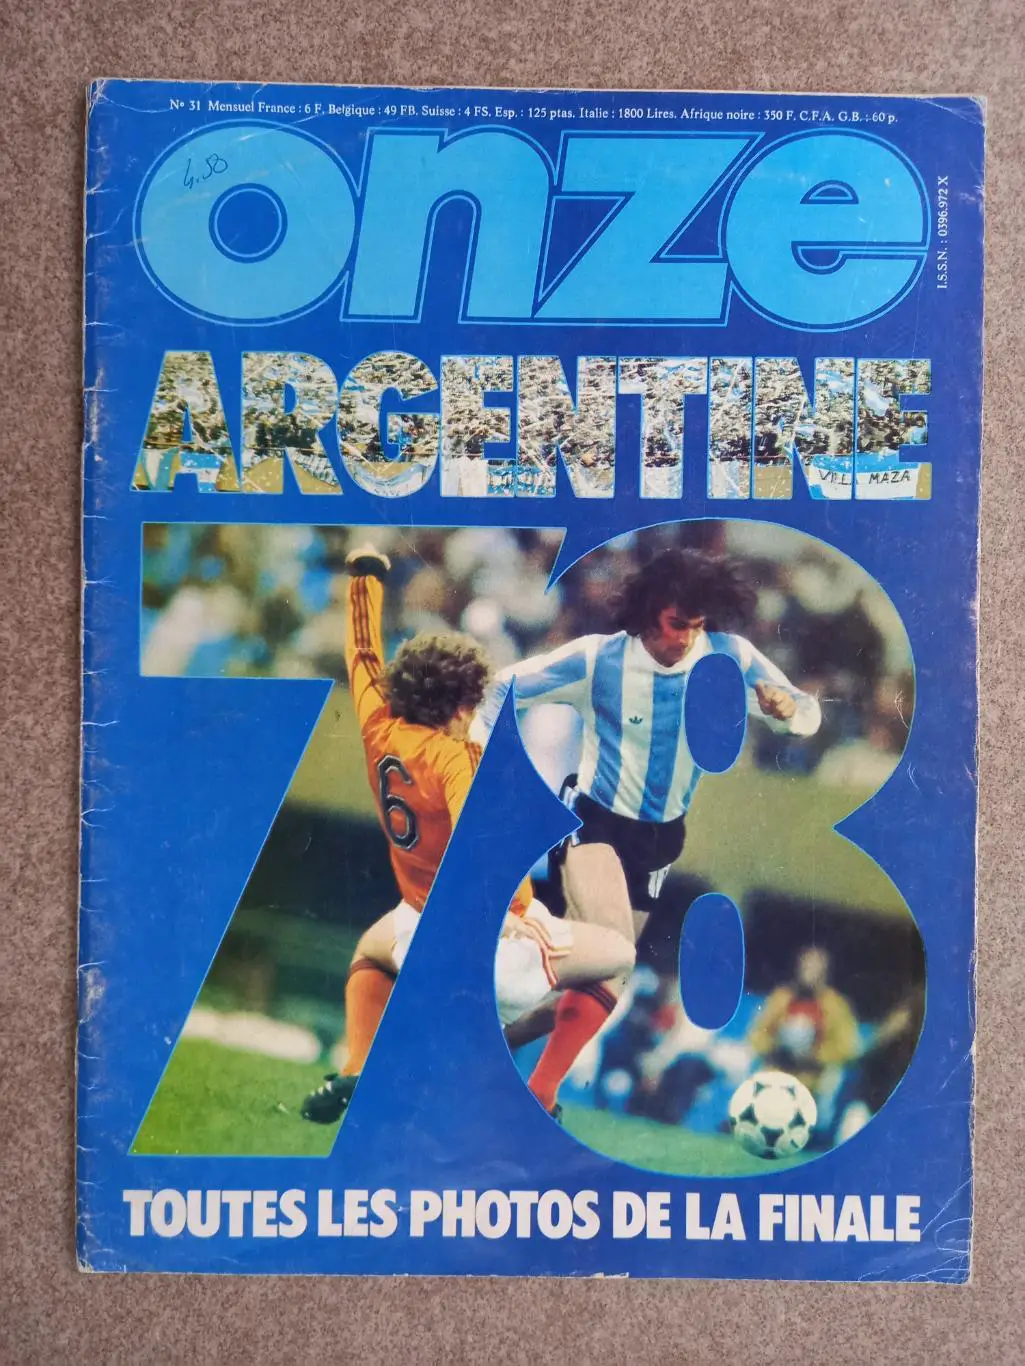 Nº 31 Mensuel France : 6 F. Belgique : 49 FB. Suisse : 4 FS. Esp. : 125 ptas. Italie : 1800 Lires. Afrique noire : 350 F. C.F.A. G.B. : 60 p.
4.50
onze
I.S.S.N. : 0396.972 X
ARGENTINE
VILLA MAZA
78
6
TOUTES LES PHOTOS DE LA FINALE